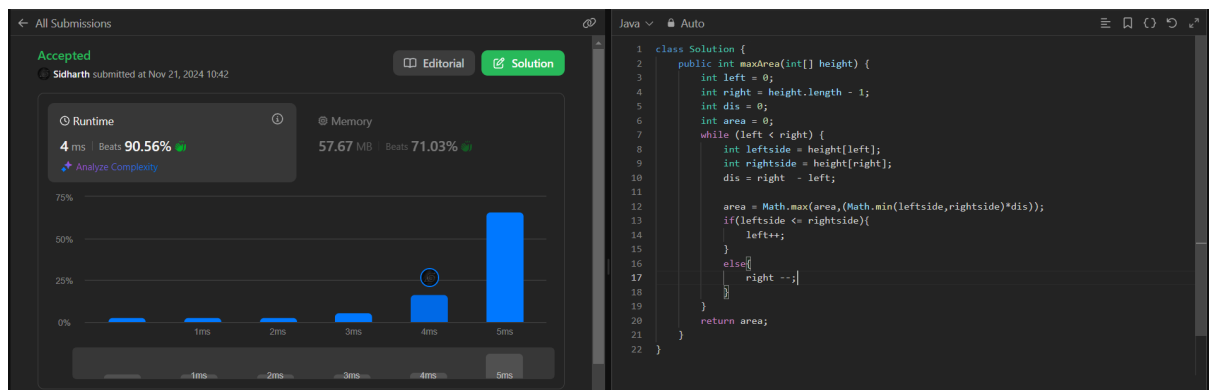 ← All Submissions
Accepted
Sidharth submitted at Nov 21, 2024 10:42
Editorial
Solution
Runtime
4 ms | Beats 90.56%
Analyze Complexity
Memory
57.67 MB | Beats 71.03%
75%
50%
25%
0%
1ms 2ms 3ms 4ms 5ms
1ms 2ms 3ms 4ms 5ms
Java Auto
1 class Solution {
2     public int maxArea(int[] height) {
3         int left = 0;
4         int right = height.length - 1;
5         int dis = 0;
6         int area = 0;
7         while (left < right) {
8             int leftside = height[left];
9             int rightside = height[right];
10             dis = right  - left;
11
12             area = Math.max(area,(Math.min(leftside,rightside)*dis));
13             if(leftside <= rightside){
14                 left++;
15             }
16             else{
17                 right --;
18             }
19         }
20         return area;
21     }
22 }